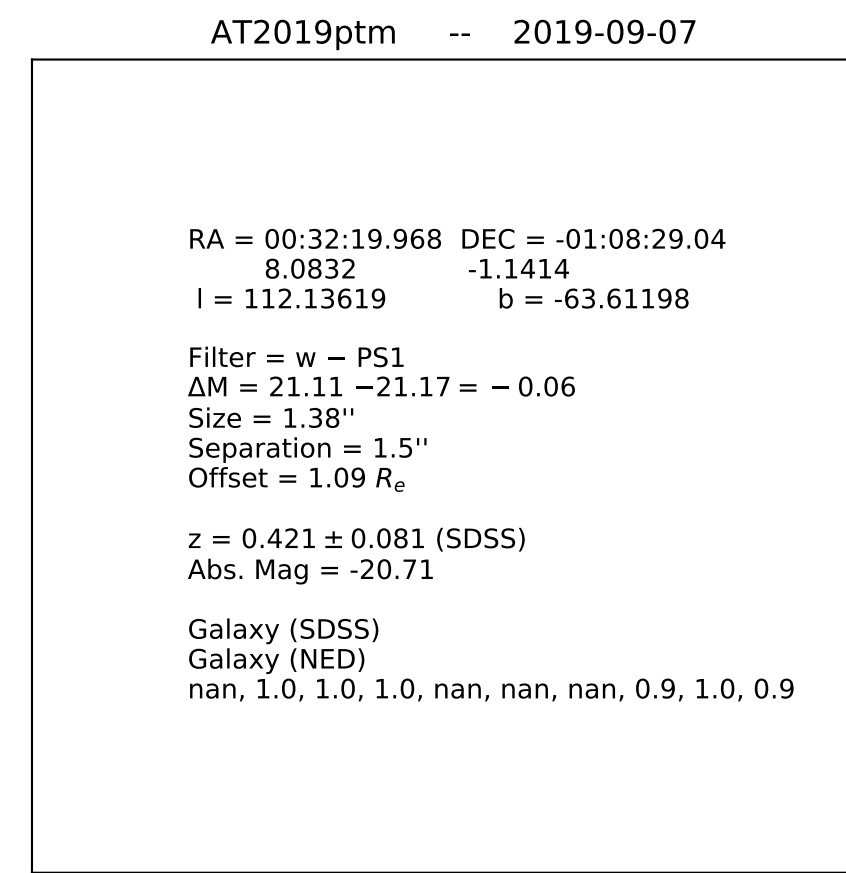 AT2019ptm -- 2019-09-07
RA = 00:32:19.968 DEC = -01:08:29.04
8.0832 -1.1414
l = 112.13619 b = -63.61198
Filter = w − PS1
ΔM = 21.11 −21.17 = − 0.06
Size = 1.38''
Separation = 1.5''
Offset = 1.09 Rₑ
z = 0.421 ± 0.081 (SDSS)
Abs. Mag = -20.71
Galaxy (SDSS)
Galaxy (NED)
nan, 1.0, 1.0, 1.0, nan, nan, nan, 0.9, 1.0, 0.9